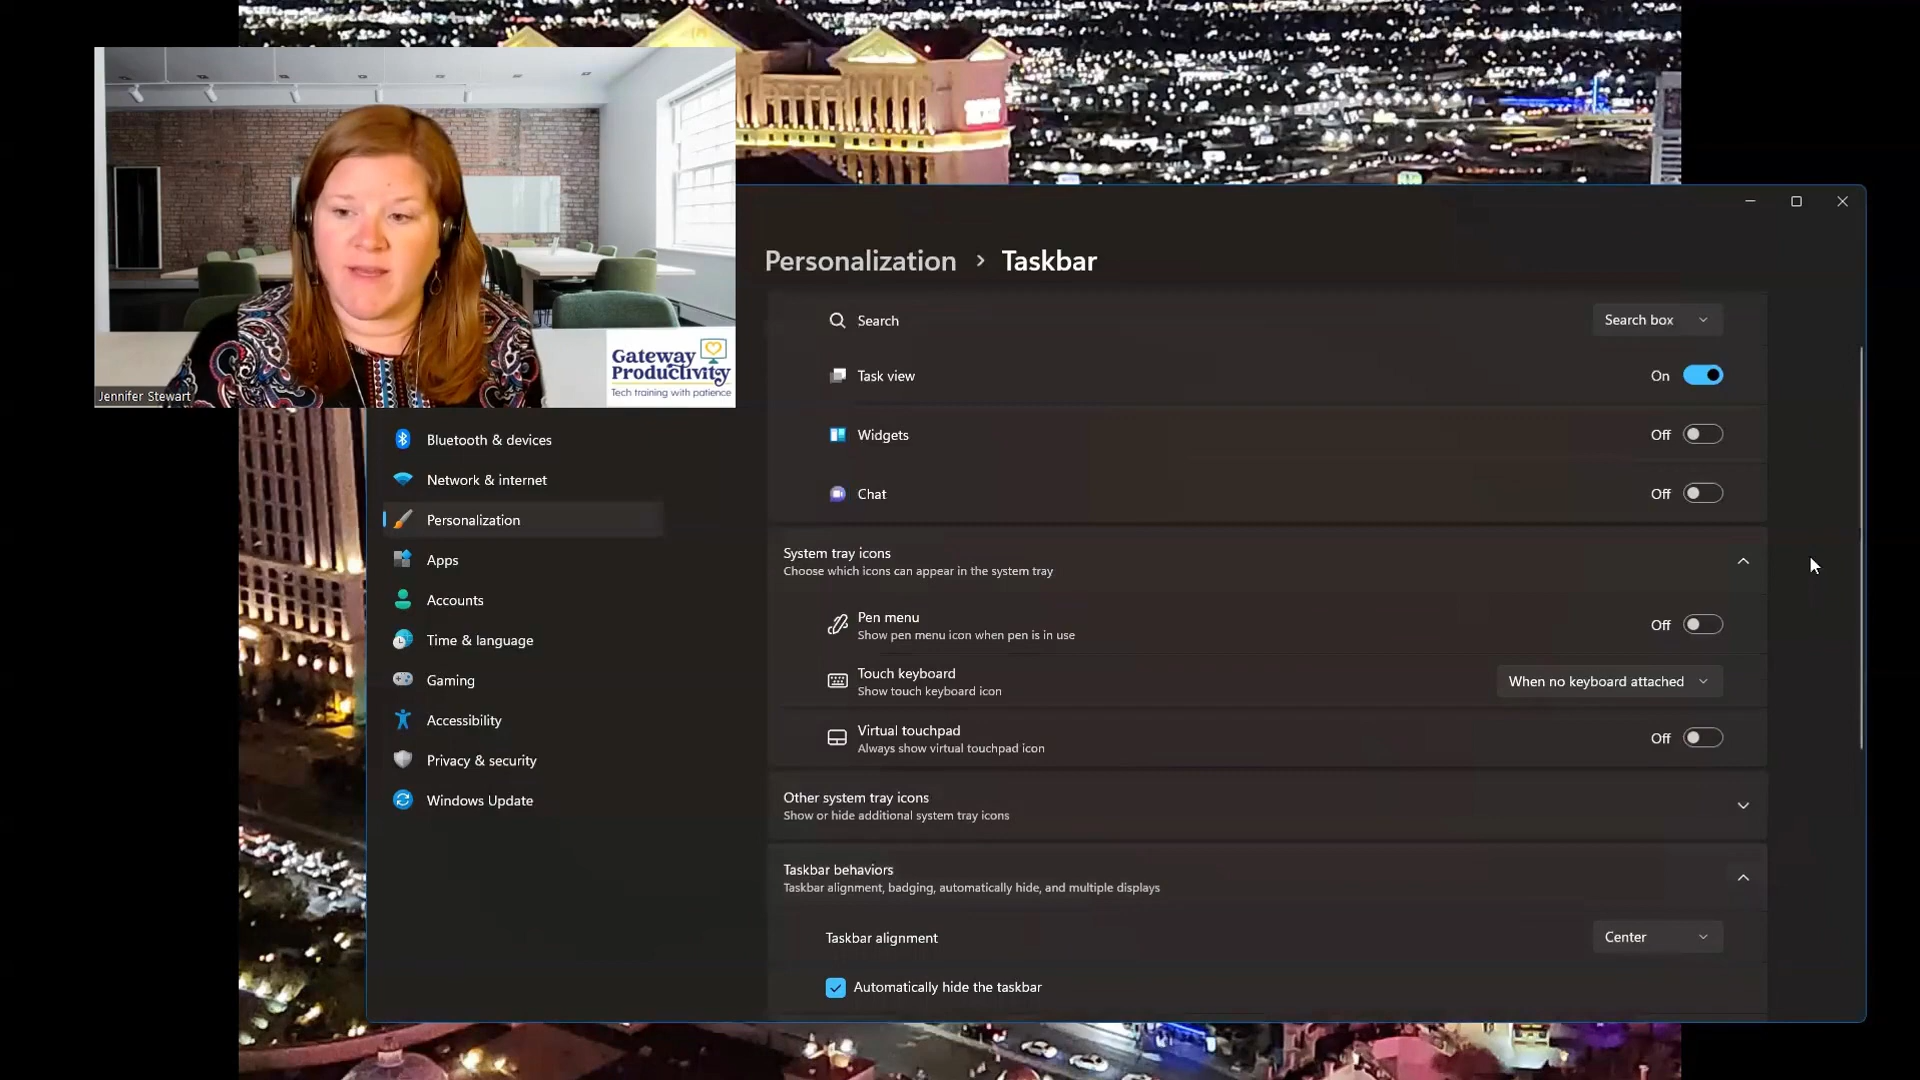 Jennifer Stewart
Gateway
Productivity
Tech training with patience
Personalization > Taskbar
Search
Search box
Task view
On
Widgets
Off
Chat
Off
System tray icons
Choose which icons can appear in the system tray
Pen menu
Show pen menu icon when pen is in use
Off
Touch keyboard
Show touch keyboard icon
When no keyboard attached
Virtual touchpad
Always show virtual touchpad icon
Off
Other system tray icons
Show or hide additional system tray icons
Taskbar behaviors
Taskbar alignment, badging, automatically hide, and multiple displays
Taskbar alignment
Center
Automatically hide the taskbar
Bluetooth & devices
Network & internet
Personalization
Apps
Accounts
Time & language
Gaming
Accessibility
Privacy & security
Windows Update